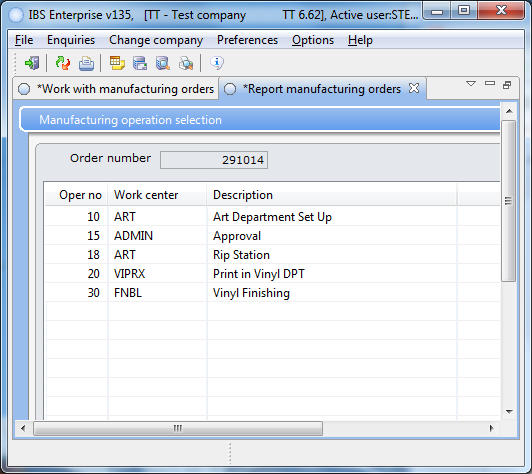 IBS Enterprise v135,   [TT - Test company          TT 6.62], Active user:STE...
File Enquiries Change company Preferences Options Help
*Work with manufacturing orders *Report manufacturing orders
Manufacturing operation selection
Order number 291014
Oper no Work center Description
10 ART Art Department Set Up
15 ADMIN Approval
18 ART Rip Station
20 VIPRX Print in Vinyl DPT
30 FNBL Vinyl Finishing